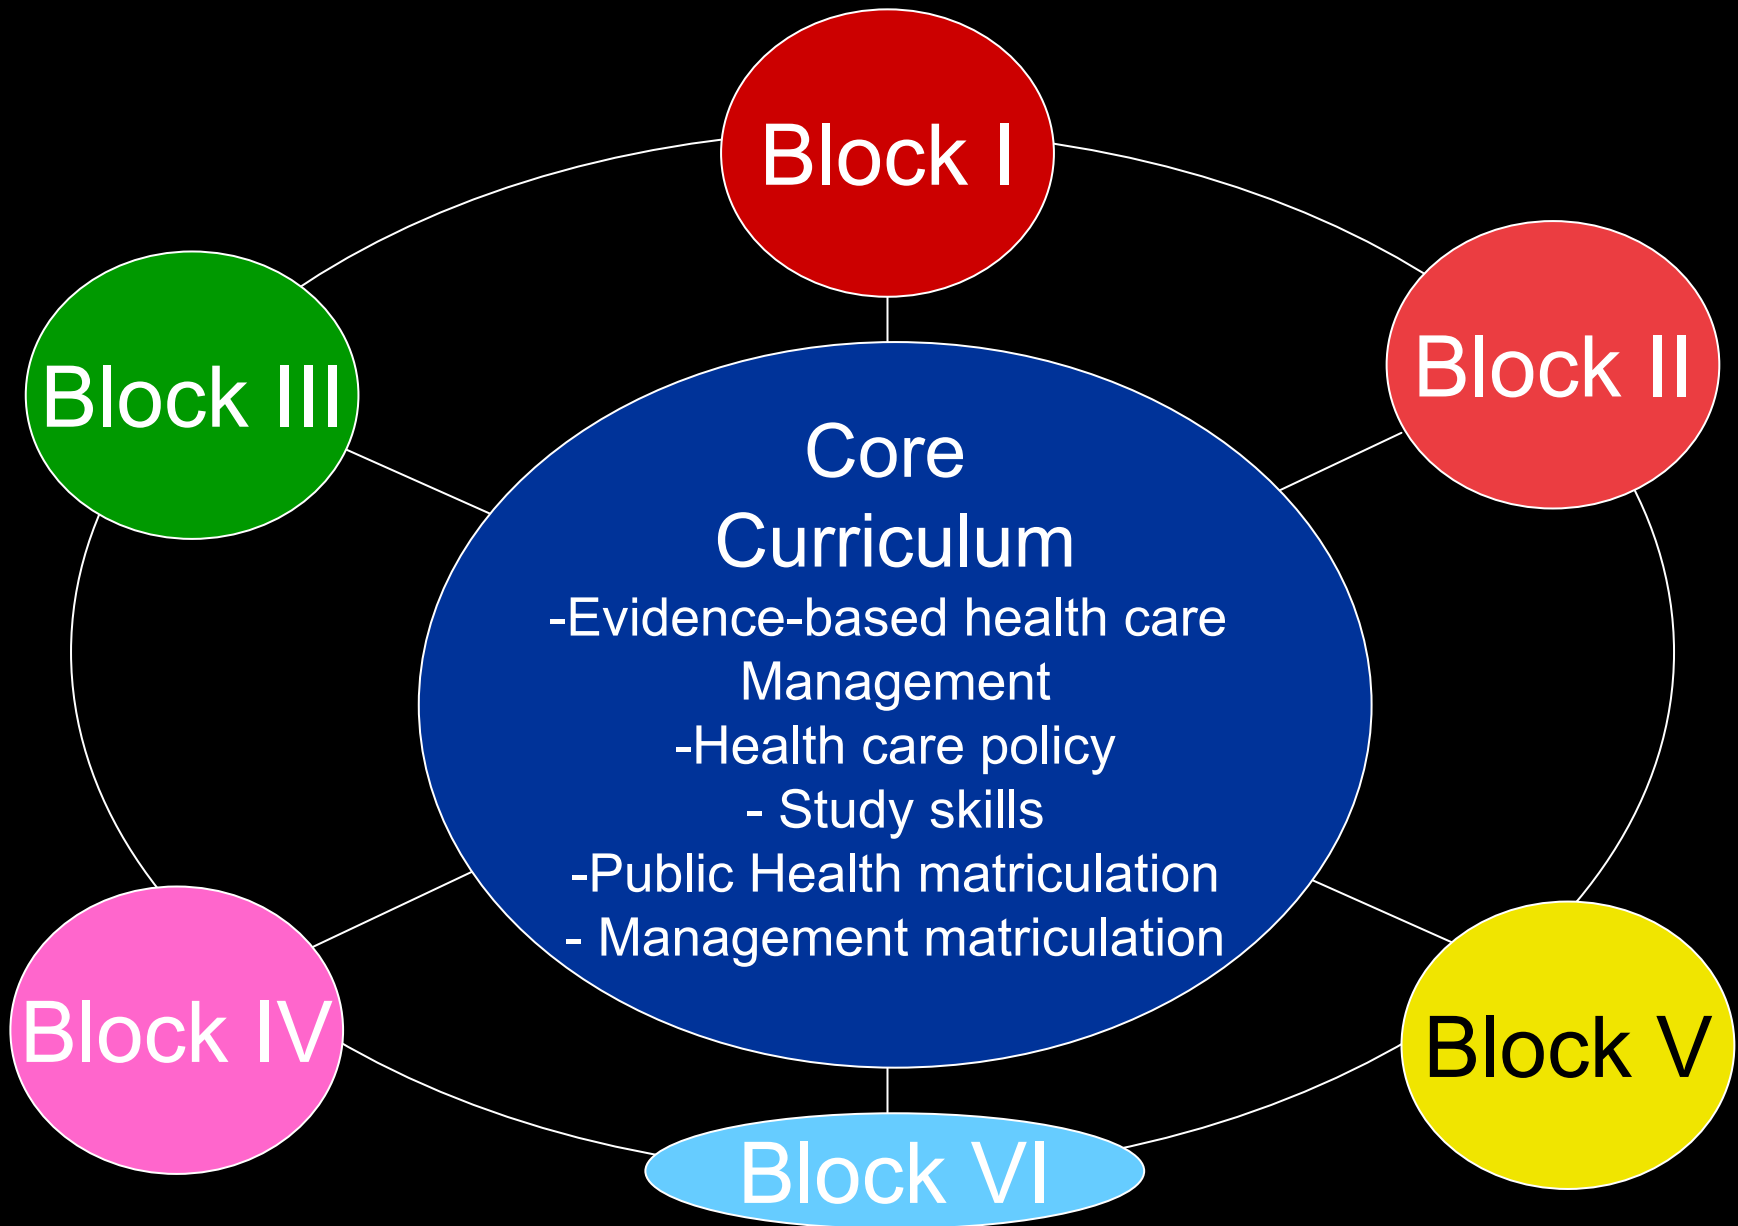 Block I
Block II
Block III
Core
Curriculum
-Evidence-based health care
Management
-Health care policy
- Study skills
-Public Health matriculation
- Management matriculation
Block IV
Block V
Block VI